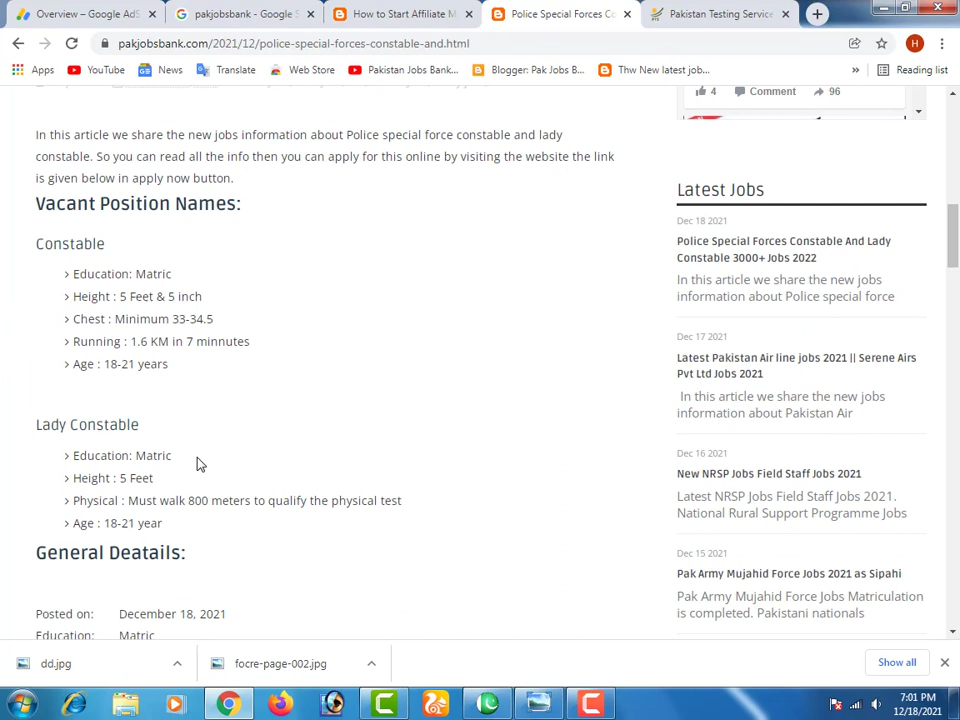 Overview – Google AdS
pakjobsbank - Google S
How to Start Affiliate M
Police Special Forces Co
Pakistan Testing Service
pakjobsbank.com/2021/12/police-special-forces-constable-and.html
H
Apps
YouTube
News
Translate
Web Store
Pakistan Jobs Bank...
Blogger: Pak Jobs B...
Thw New latest job...
»
Reading list
4
Comment
96
In this article we share the new jobs information about Police special force constable and lady
constable. So you can read all the info then you can apply for this online by visiting the website the link
is given below in apply now button.
Vacant Position Names:
Constable
Education: Matric
Height : 5 Feet & 5 inch
Chest : Minimum 33-34.5
Running : 1.6 KM in 7 minnutes
Age : 18-21 years
Lady Constable
Education: Matric
Height : 5 Feet
Physical : Must walk 800 meters to qualify the physical test
Age : 18-21 year
General Deatails:
Posted on: December 18, 2021
Education: Matric
Latest Jobs
Dec 18 2021
Police Special Forces Constable And Lady
Constable 3000+ Jobs 2022
In this article we share the new jobs
information about Police special force
Dec 17 2021
Latest Pakistan Air line jobs 2021 || Serene Airs
Pvt Ltd Jobs 2021
In this article we share the new jobs
information about Pakistan Air
Dec 16 2021
New NRSP Jobs Field Staff Jobs 2021
Latest NRSP Jobs Field Staff Jobs 2021.
National Rural Support Programme Jobs
Dec 15 2021
Pak Army Mujahid Force Jobs 2021 as Sipahi
Pak Army Mujahid Force Jobs Matriculation
is completed. Pakistani nationals
dd.jpg
focre-page-002.jpg
Show all
7:01 PM
12/18/2021